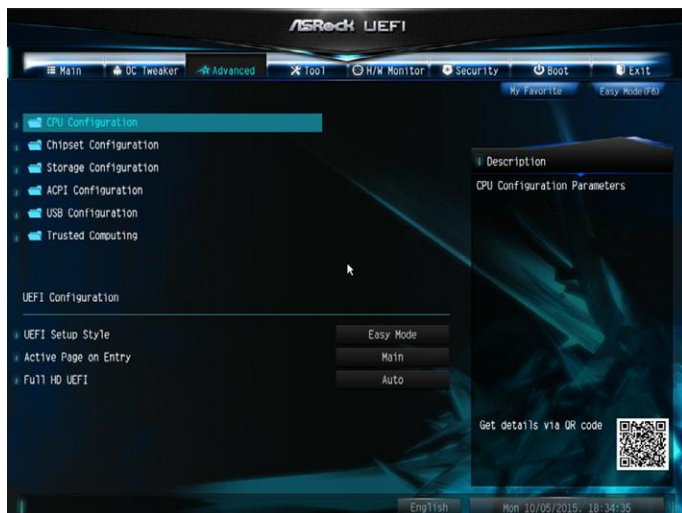 ASRock UEFI
Main OC Tweaker Advanced Tool H/W Monitor Security Boot Exit
My Favorite Easy Mode(F6)
CPU Configuration
Chipset Configuration
Storage Configuration
ACPI Configuration
USB Configuration
Trusted Computing
UEFI Configuration
UEFI Setup Style Easy Mode
Active Page on Entry Main
Full HD UEFI Auto
Description
CPU Configuration Parameters
Get details via QR code
English Mon 10/05/2015. 18:34:35